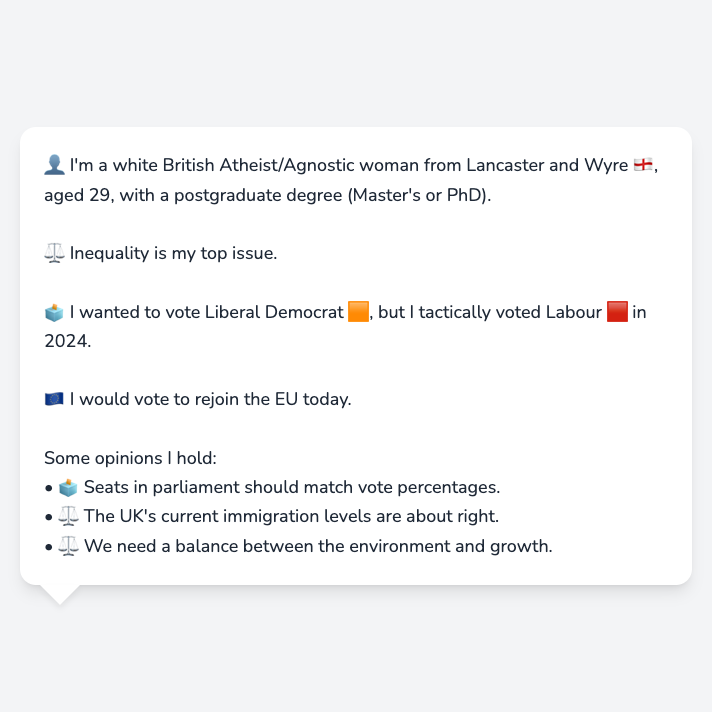 👤 I'm a white British Atheist/Agnostic woman from Lancaster and Wyre 🏴󠁧󠁢󠁥󠁮󠁧󠁿,
aged 29, with a postgraduate degree (Master's or PhD).
⚖️ Inequality is my top issue.
🗳️ I wanted to vote Liberal Democrat 🟧, but I tactically voted Labour 🟥 in
2024.
🇪🇺 I would vote to rejoin the EU today.
Some opinions I hold:
• 🗳️ Seats in parliament should match vote percentages.
• ⚖️ The UK's current immigration levels are about right.
• ⚖️ We need a balance between the environment and growth.